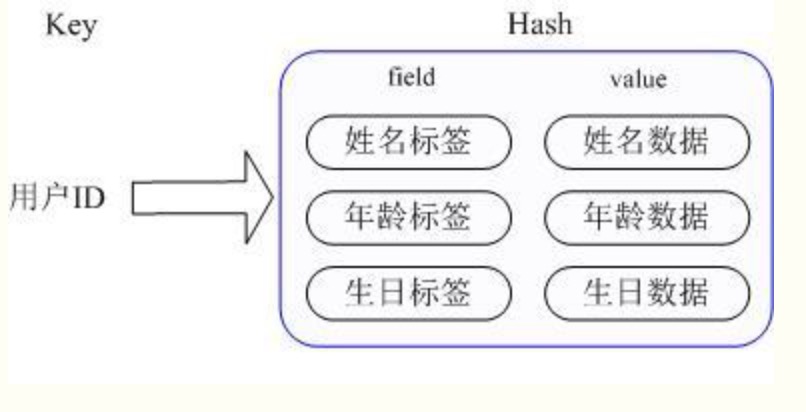 Key Hash
field value
姓名标签 姓名数据
用户ID
年龄标签 年龄数据
生日标签 生日数据